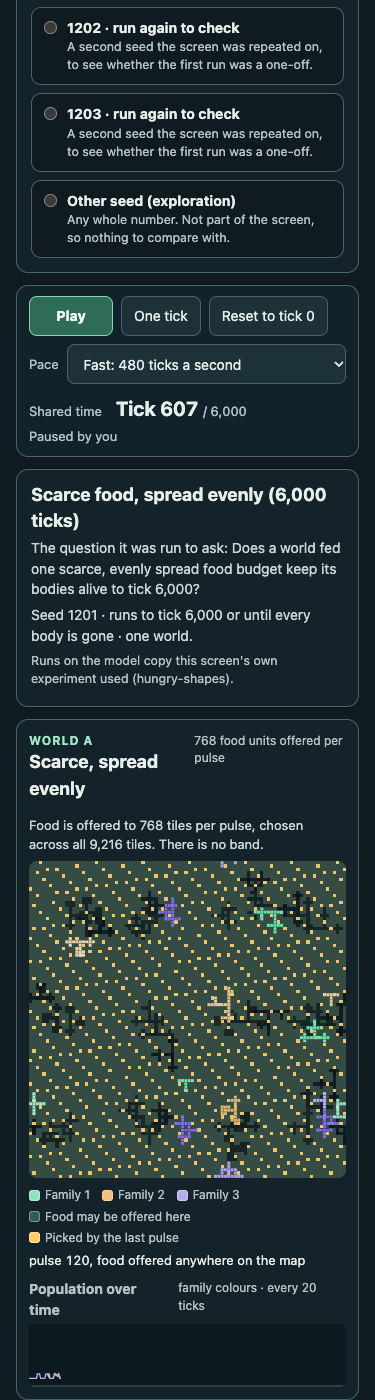 1202 · run again to check
A second seed the screen was repeated on,
to see whether the first run was a one-off.
1203 · run again to check
A second seed the screen was repeated on,
to see whether the first run was a one-off.
Other seed (exploration)
Any whole number. Not part of the screen,
so nothing to compare with.
Play One tick Reset to tick 0
Pace Fast: 480 ticks a second
Shared time Tick 607 / 6,000
Paused by you
Scarce food, spread evenly (6,000
ticks)
The question it was run to ask: Does a world fed
one scarce, evenly spread food budget keep its
bodies alive to tick 6,000?
Seed 1201 · runs to tick 6,000 or until every
body is gone · one world.
Runs on the model copy this screen's own
experiment used (hungry-shapes).
WORLD A
Scarce, spread
evenly
768 food units offered per
pulse
Food is offered to 768 tiles per pulse, chosen
across all 9,216 tiles. There is no band.
Family 1 Family 2 Family 3
Food may be offered here
Picked by the last pulse
pulse 120, food offered anywhere on the map
Population over
time
family colours · every 20
ticks